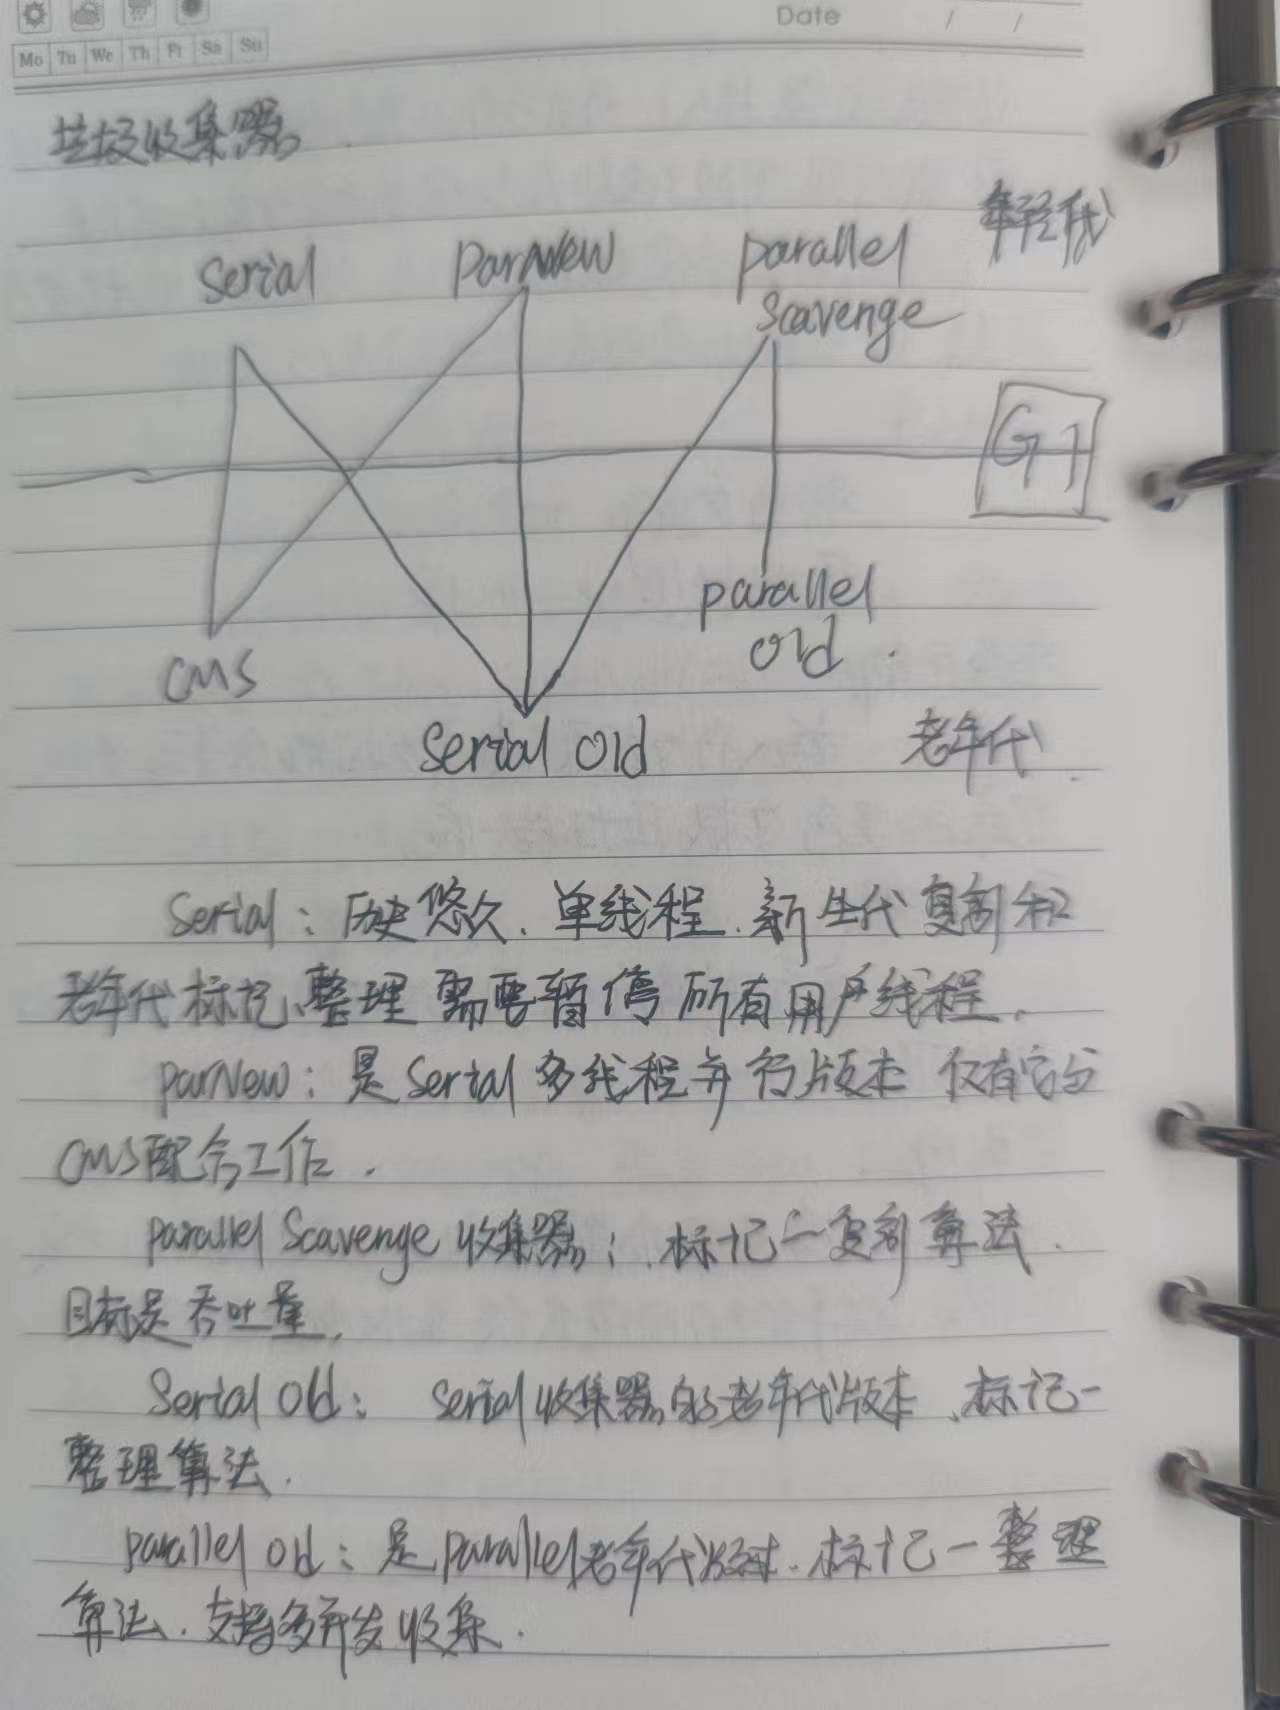 Date / /
Mo Tu We Th Fr Sa Su
垃圾收集器
年轻代
Serial ParNew parallel
Scavenge
G1
parallel
old
CMS
Serial Old 老年代
Serial: 历史悠久、单线程、新生代复制和
老年代标记、整理 需要暂停所有用户线程.
parNew: 是Serial多线程并行版本 仅有它与
CMS配合工作.
parallel Scavenge 收集器: 标记-复制算法.
目标是吞吐量.
Serial Old: Serial收集器的老年代版本、标记-
整理算法.
parallel old: 是parallel老年代版本. 标记-整理
算法. 支持多并发收集.